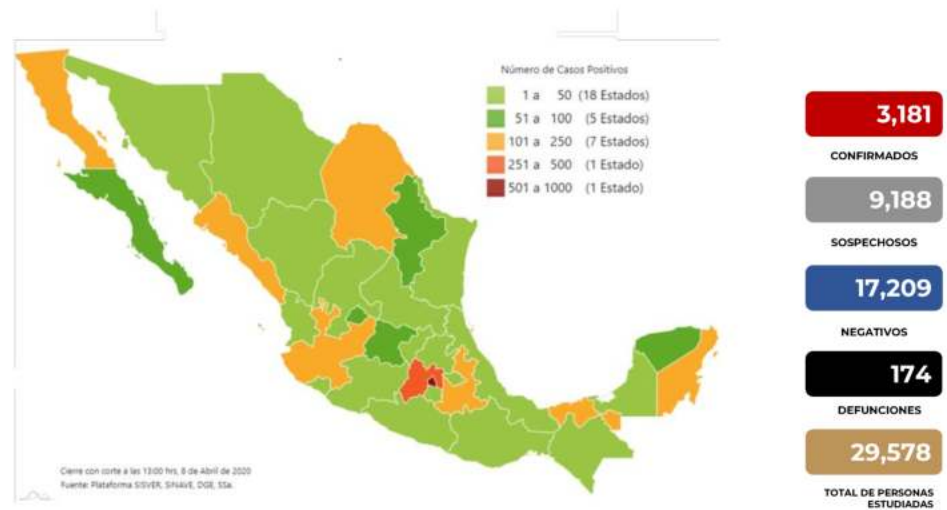 Número de Casos Positivos
1 a 50 (18 Estados)
51 a 100 (5 Estados)
101 a 250 (7 Estados)
251 a 500 (1 Estado)
501 a 1000 (1 Estado)
3,181
CONFIRMADOS
9,188
SOSPECHOSOS
17,209
NEGATIVOS
174
DEFUNCIONES
29,578
TOTAL DE PERSONAS
ESTUDIADAS
Cierre con corte a las 13:00 hrs, 8 de Abril de 2020
Fuente: Plataforma SISVER, SINAVE, DGE, SSa.